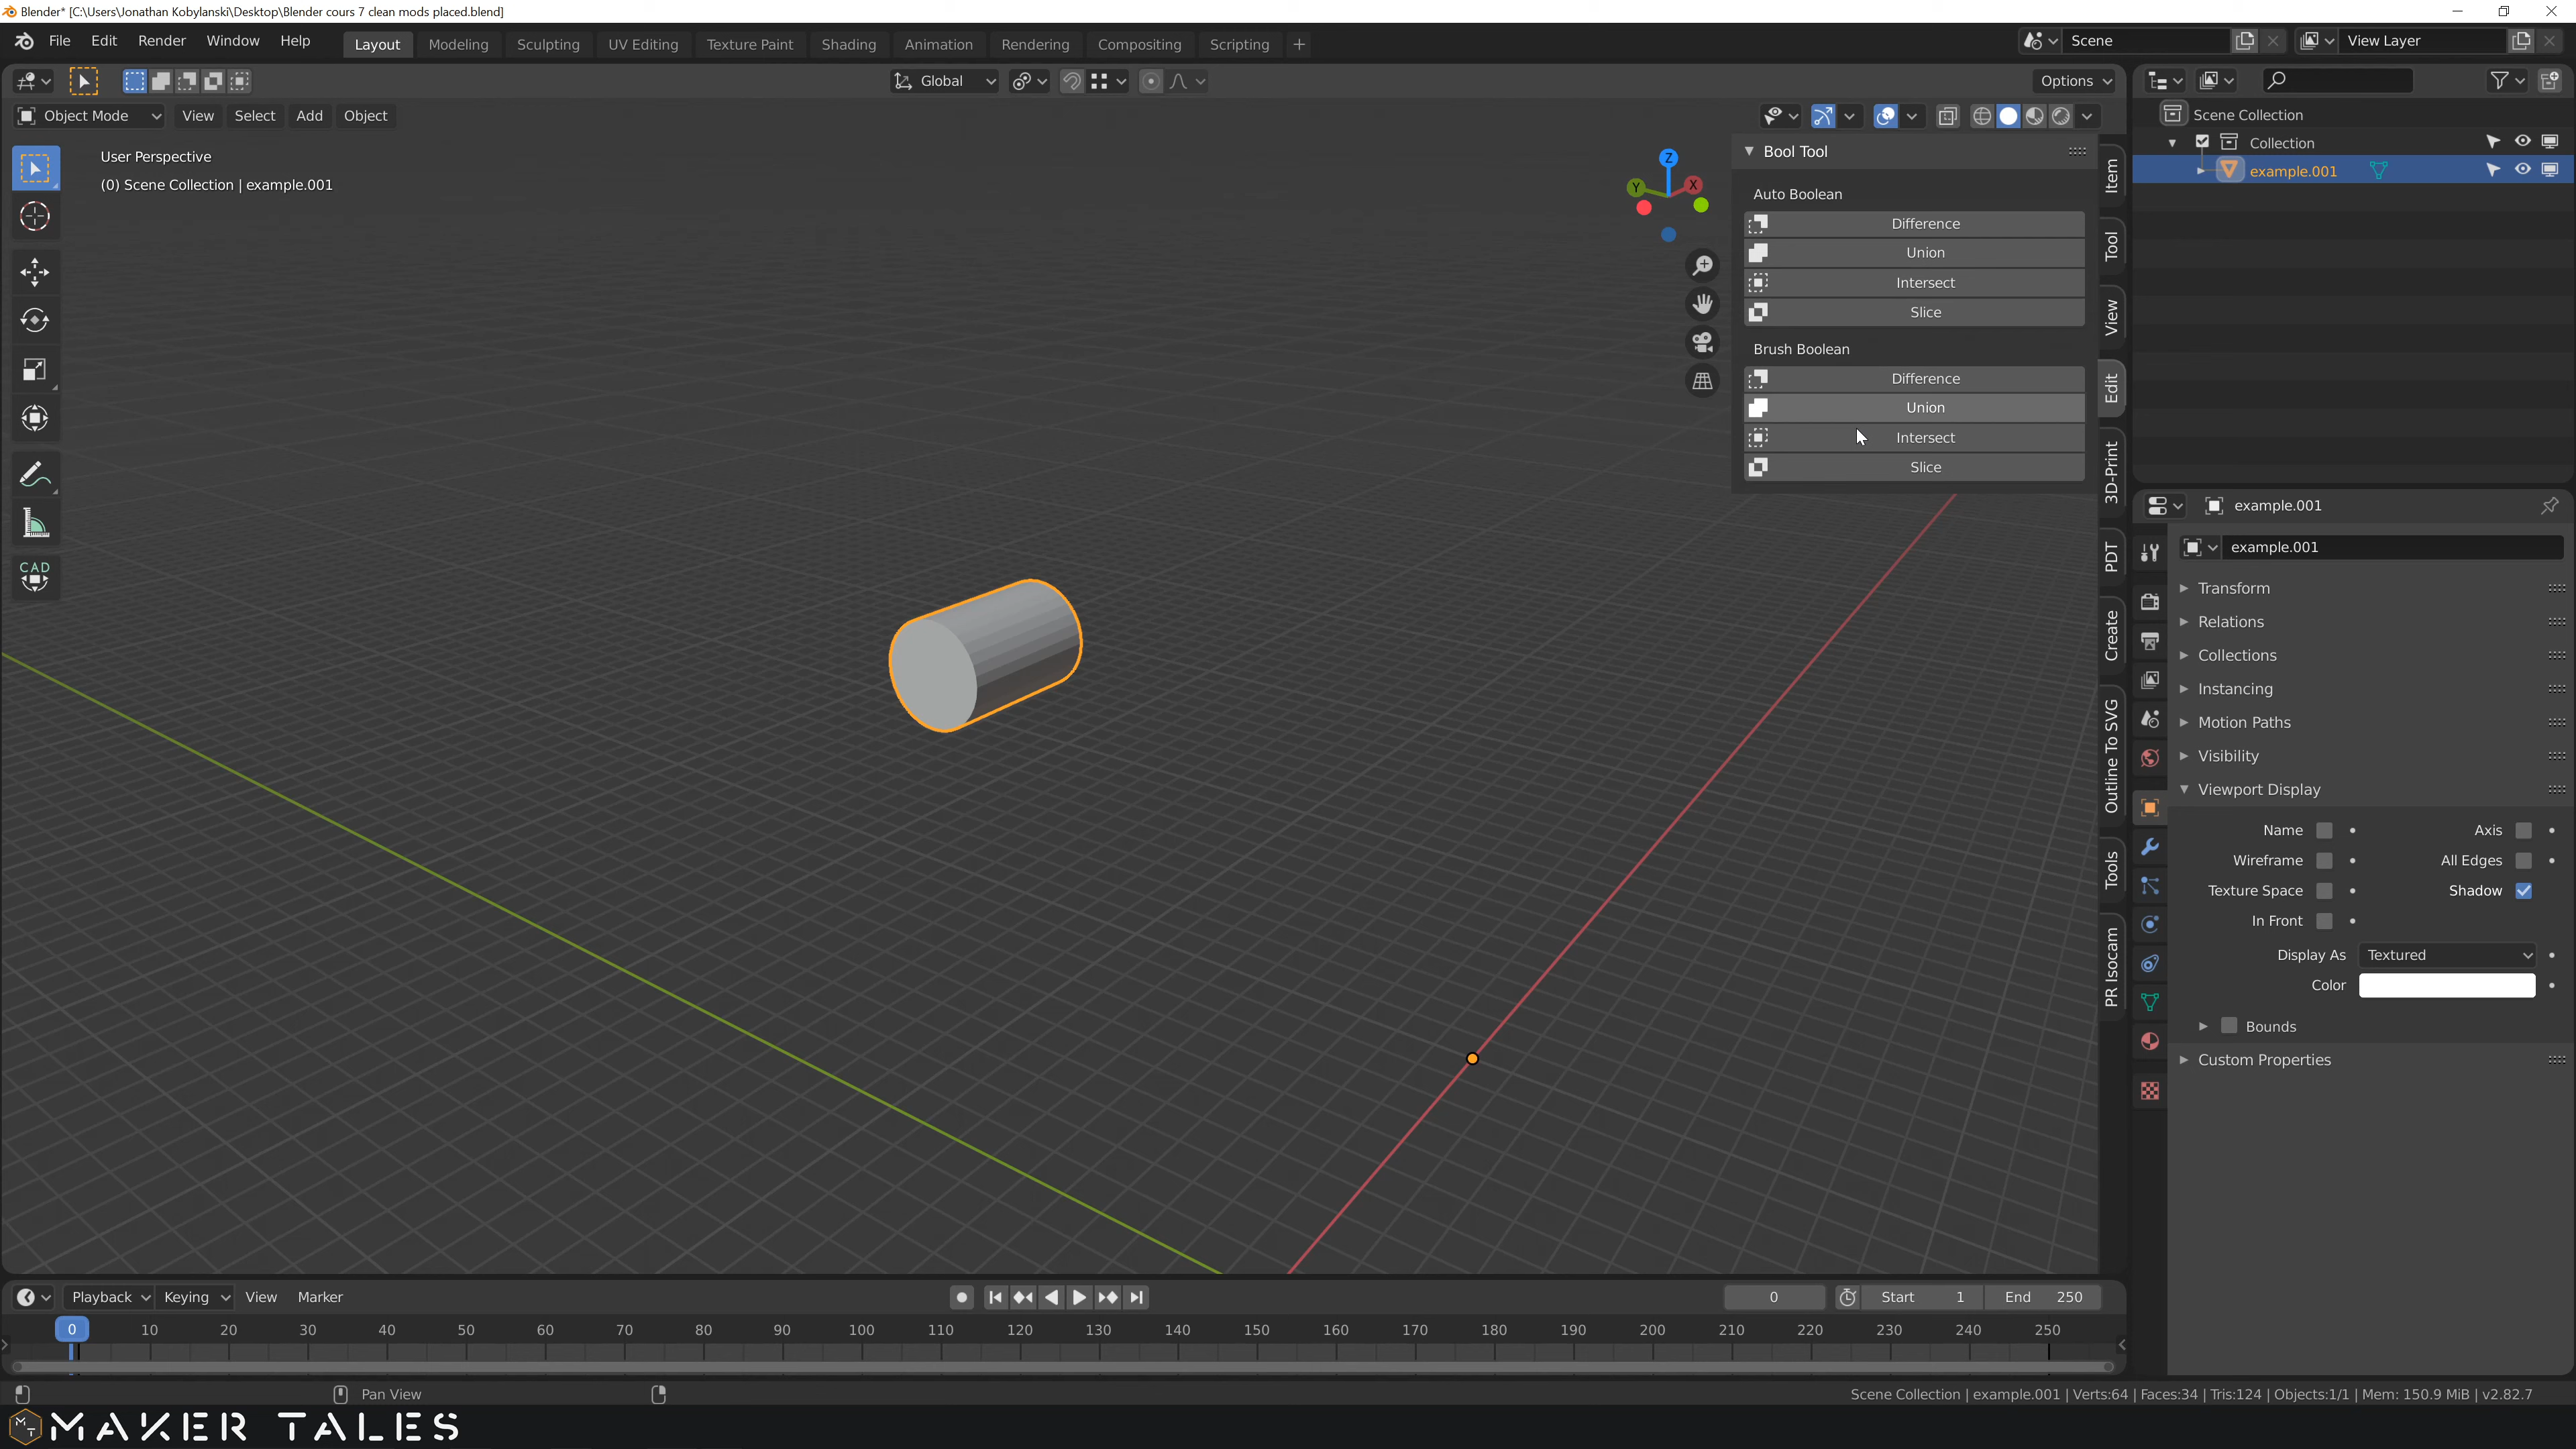 Blender* [C:\Users\Jonathan Kobylanski\Desktop\Blender cours 7 clean mods placed.blend]
File Edit Render Window Help
Layout Modeling Sculpting UV Editing Texture Paint Shading Animation Rendering Compositing Scripting +
Scene
View Layer
Global
Options
Object Mode View Select Add Object
User Perspective
(0) Scene Collection | example.001
Z
Y
X
CAD
Bool Tool
Auto Boolean
Difference
Union
Intersect
Slice
Brush Boolean
Difference
Union
Intersect
Slice
Item
Tool
View
Edit
3D-Print
PDT
Create
Outline To SVG
Tools
PR Isocam
Scene Collection
Collection
example.001
example.001
example.001
Transform
Relations
Collections
Instancing
Motion Paths
Visibility
Viewport Display
Name Axis
Wireframe All Edges
Texture Space Shadow
In Front
Display As Textured
Color
Bounds
Custom Properties
Playback Keying View Marker
0 Start 1 End 250
0 10 20 30 40 50 60 70 80 90 100 110 120 130 140 150 160 170 180 190 200 210 220 230 240 250
Pan View
Scene Collection | example.001 | Verts:64 | Faces:34 | Tris:124 | Objects:1/1 | Mem: 150.9 MiB | v2.82.7
MT MAKER TALES